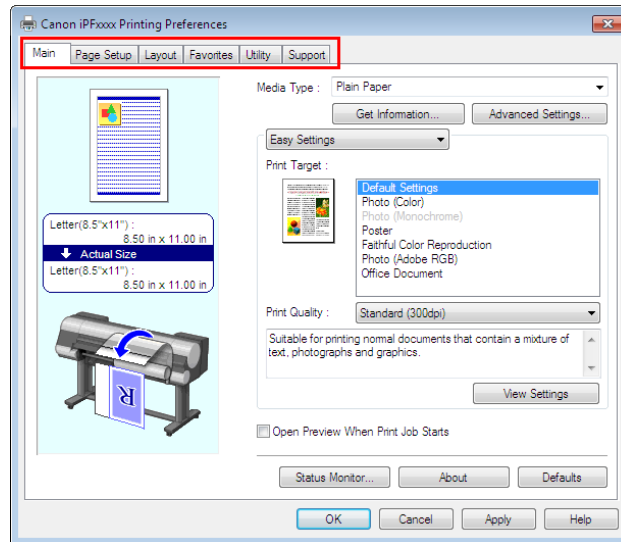 Canon iPFxxxx Printing Preferences
Main Page Setup Layout Favorites Utility Support
Media Type : Plain Paper
Get Information... Advanced Settings...
Easy Settings
Print Target :
Default Settings
Photo (Color)
Photo (Monochrome)
Poster
Faithful Color Reproduction
Photo (Adobe RGB)
Office Document
Letter(8.5"x11") :
8.50 in x 11.00 in
Actual Size
Letter(8.5"x11") :
8.50 in x 11.00 in
R
Print Quality : Standard (300dpi)
Suitable for printing normal documents that contain a mixture of
text, photographs and graphics.
View Settings
Open Preview When Print Job Starts
Status Monitor... About Defaults
OK Cancel Apply Help